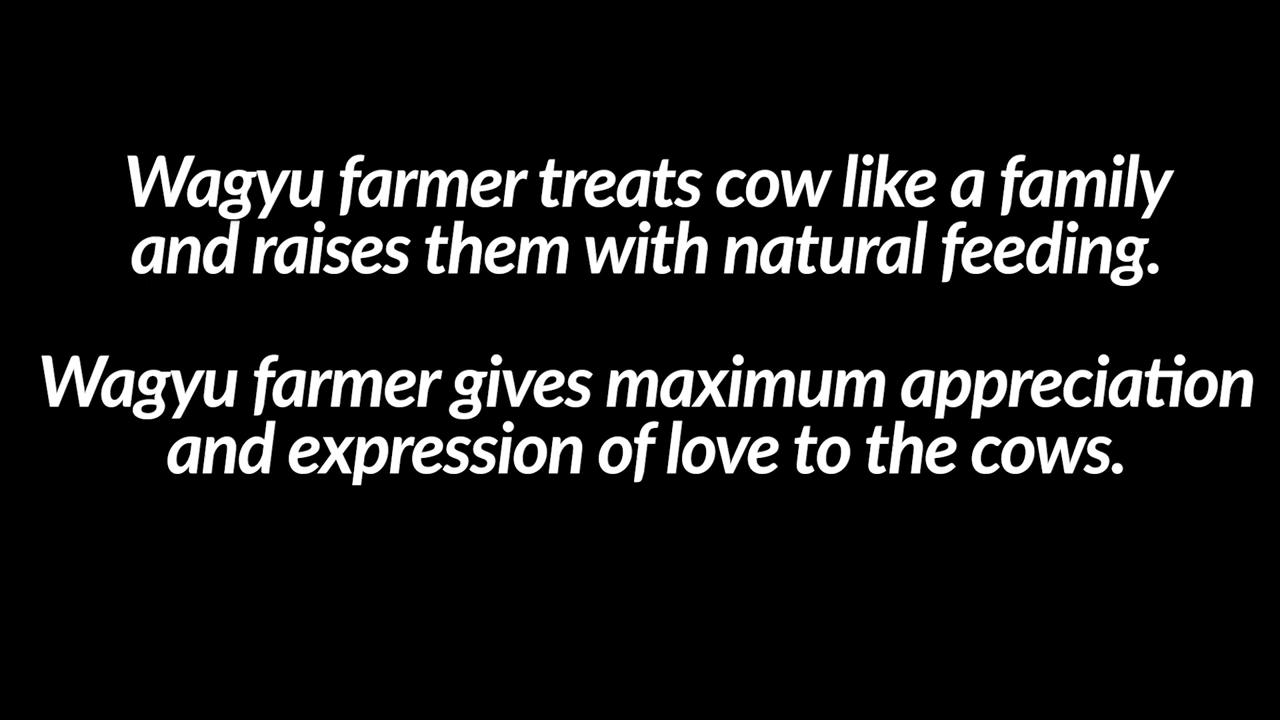 Wagyu farmer treats cow like a family
and raises them with natural feeding.
Wagyu farmer gives maximum appreciation
and expression of love to the cows.